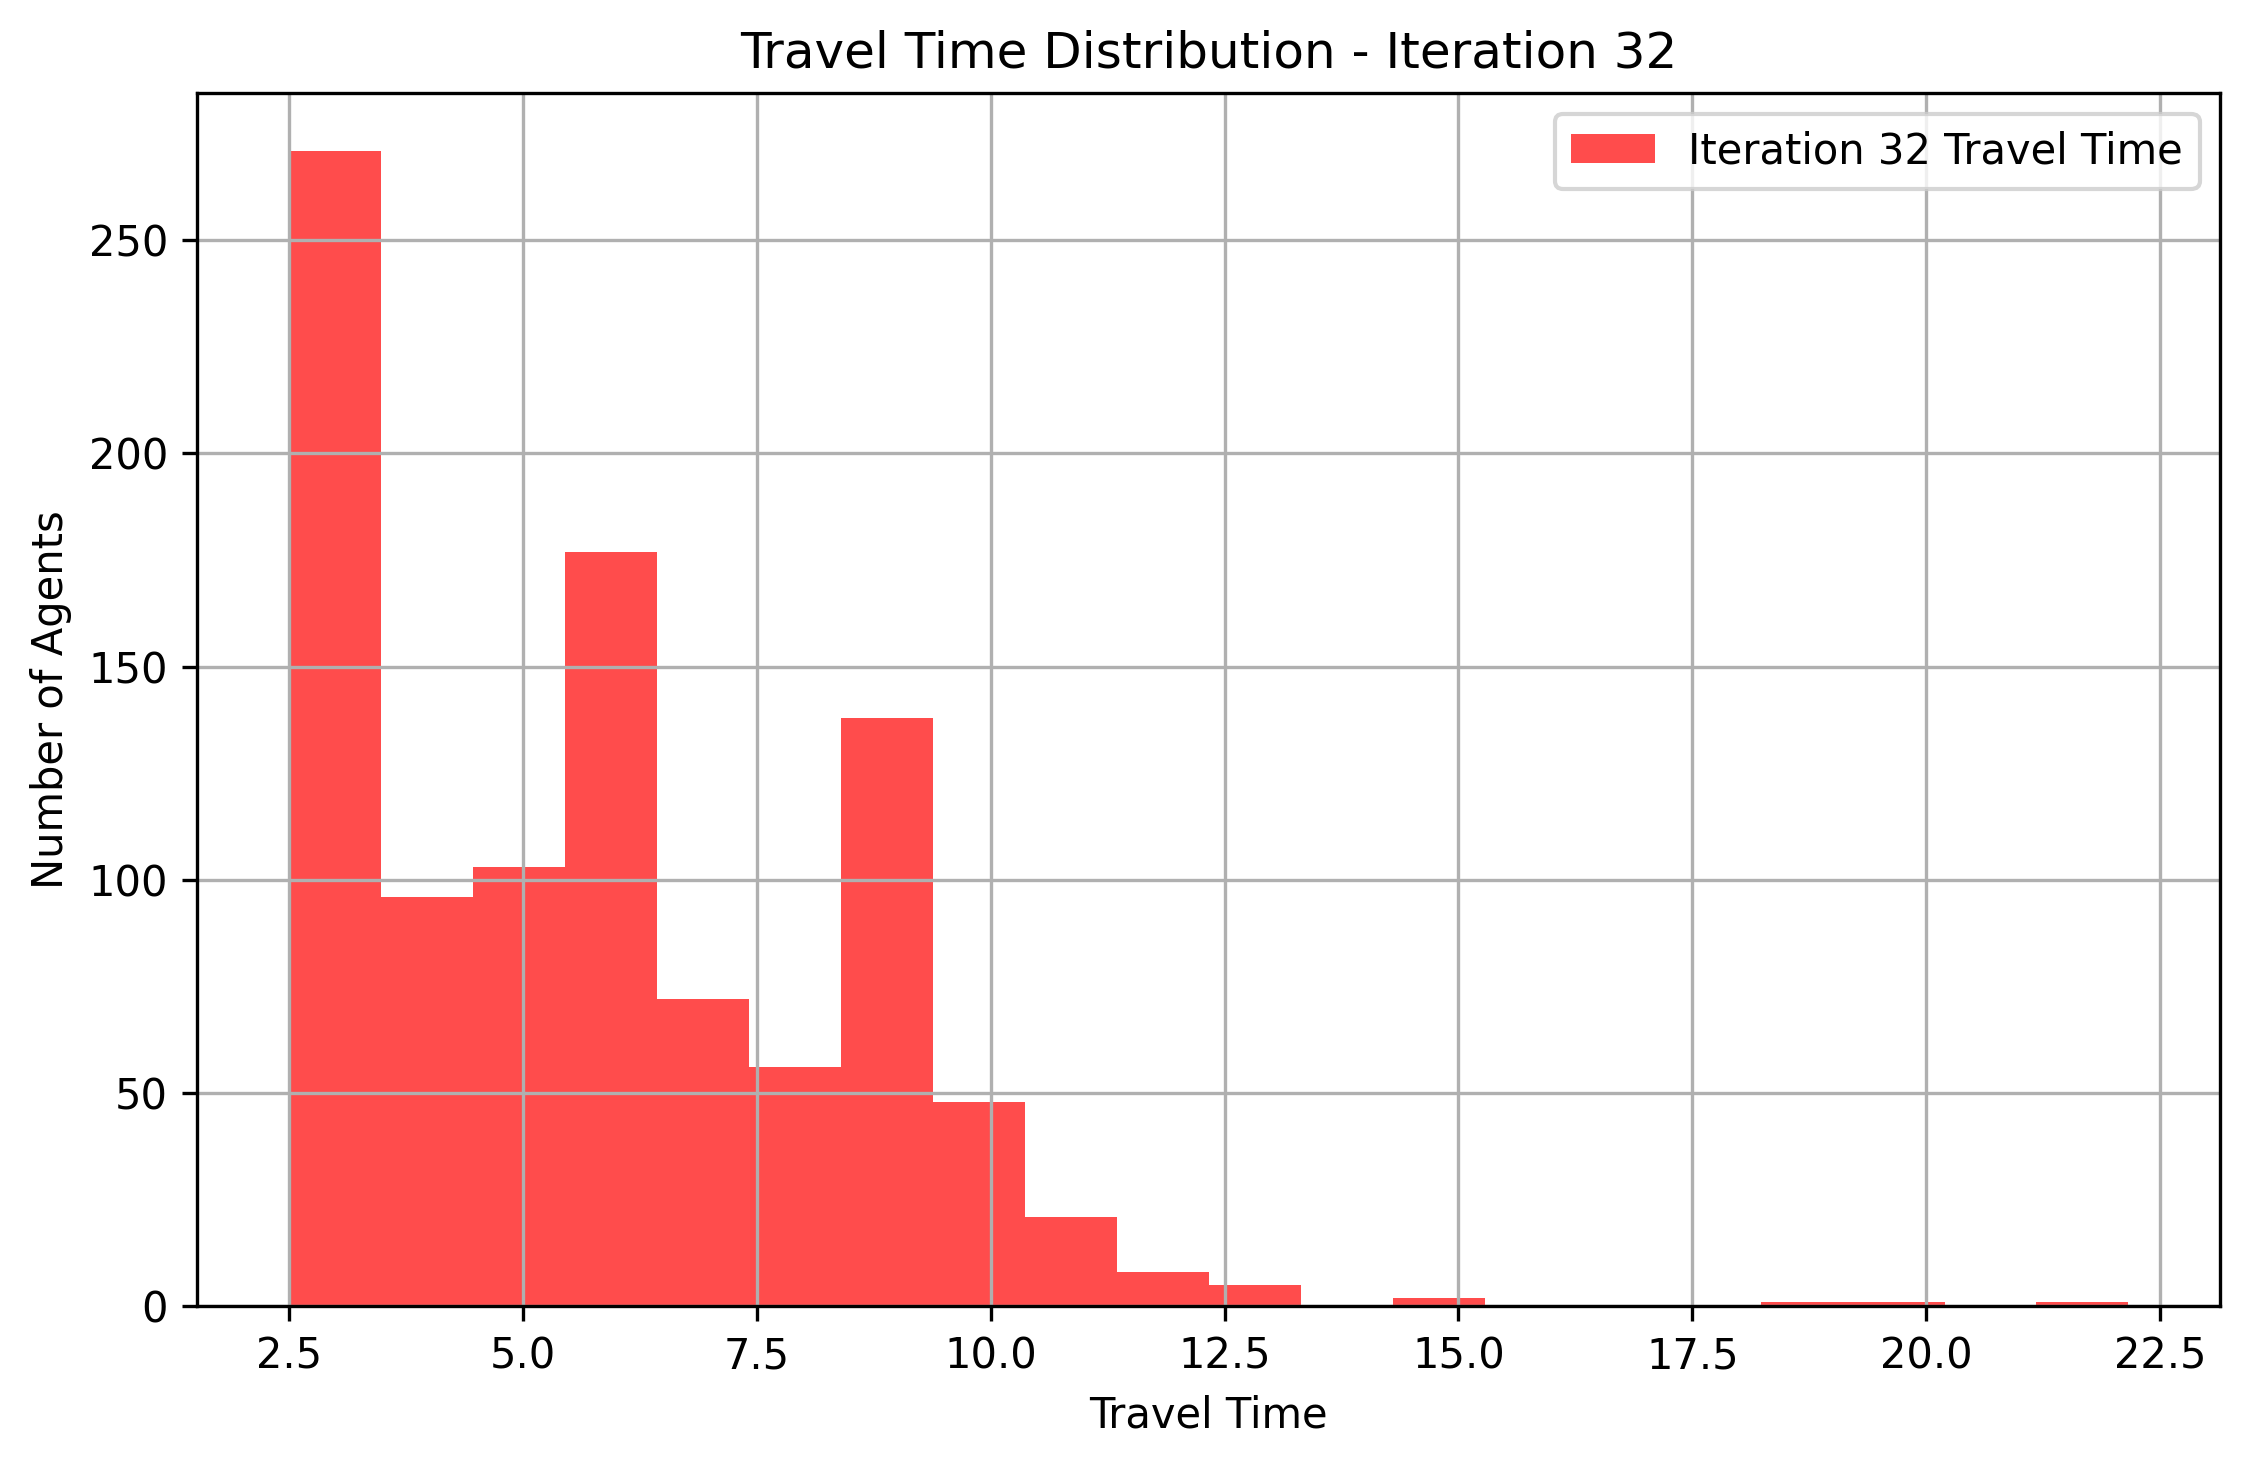 Travel Time Distribution - Iteration 32
Iteration 32 Travel Time
250
200
150
100
50
0
Number of Agents
2.5 5.0 7.5 10.0 12.5 15.0 17.5 20.0 22.5
Travel Time